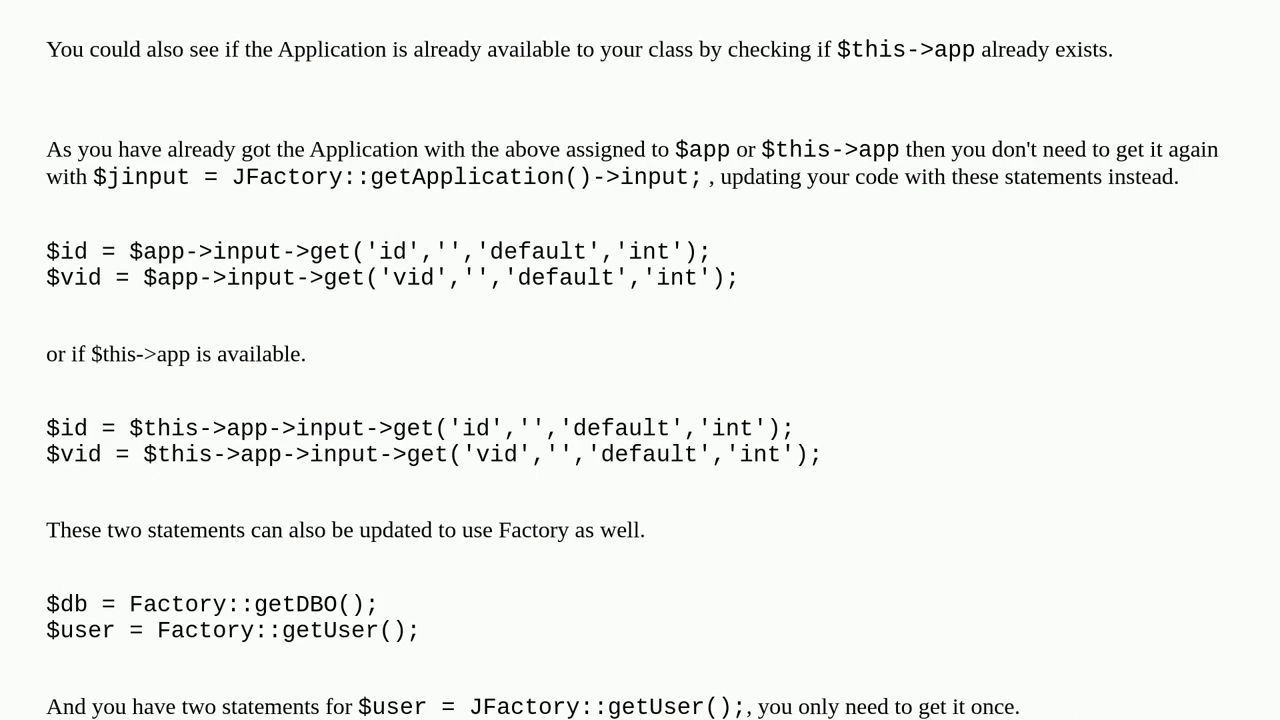 You could also see if the Application is already available to your class by checking if $this->app already exists.
As you have already got the Application with the above assigned to $app or $this->app then you don't need to get it again
with $jinput = JFactory::getApplication()->input; , updating your code with these statements instead.
$id = $app->input->get('id','','default','int');
$vid = $app->input->get('vid','','default','int');
or if $this->app is available.
$id = $this->app->input->get('id','','default','int');
$vid = $this->app->input->get('vid','','default','int');
These two statements can also be updated to use Factory as well.
$db = Factory::getDBO();
$user = Factory::getUser();
And you have two statements for $user = JFactory::getUser();, you only need to get it once.